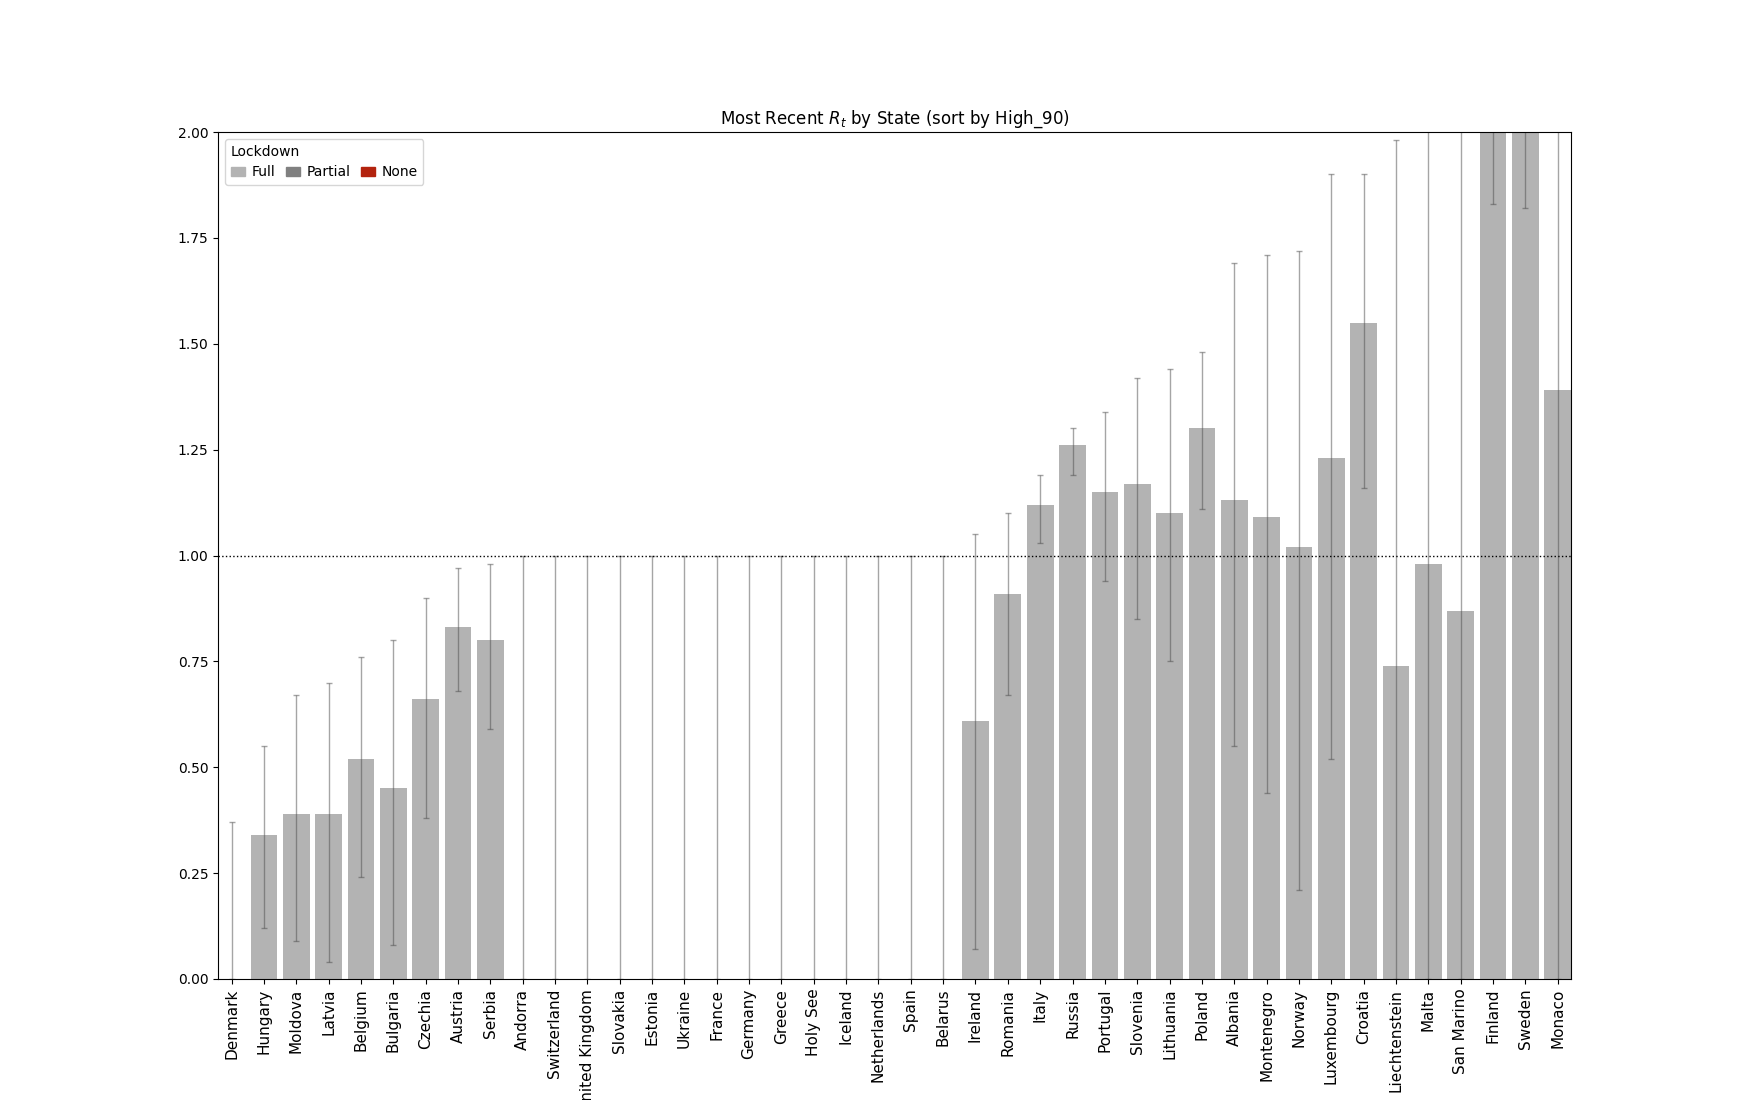 Most Recent R_t by State (sort by High_90)
Lockdown
Full Partial None
2.00
1.75
1.50
1.25
1.00
0.75
0.50
0.25
0.00
Denmark
Hungary
Moldova
Latvia
Belgium
Bulgaria
Czechia
Austria
Serbia
Andorra
Switzerland
nited Kingdom
Slovakia
Estonia
Ukraine
France
Germany
Greece
Holy See
Iceland
Netherlands
Spain
Belarus
Ireland
Romania
Italy
Russia
Portugal
Slovenia
Lithuania
Poland
Albania
Montenegro
Norway
Luxembourg
Croatia
Liechtenstein
Malta
San Marino
Finland
Sweden
Monaco